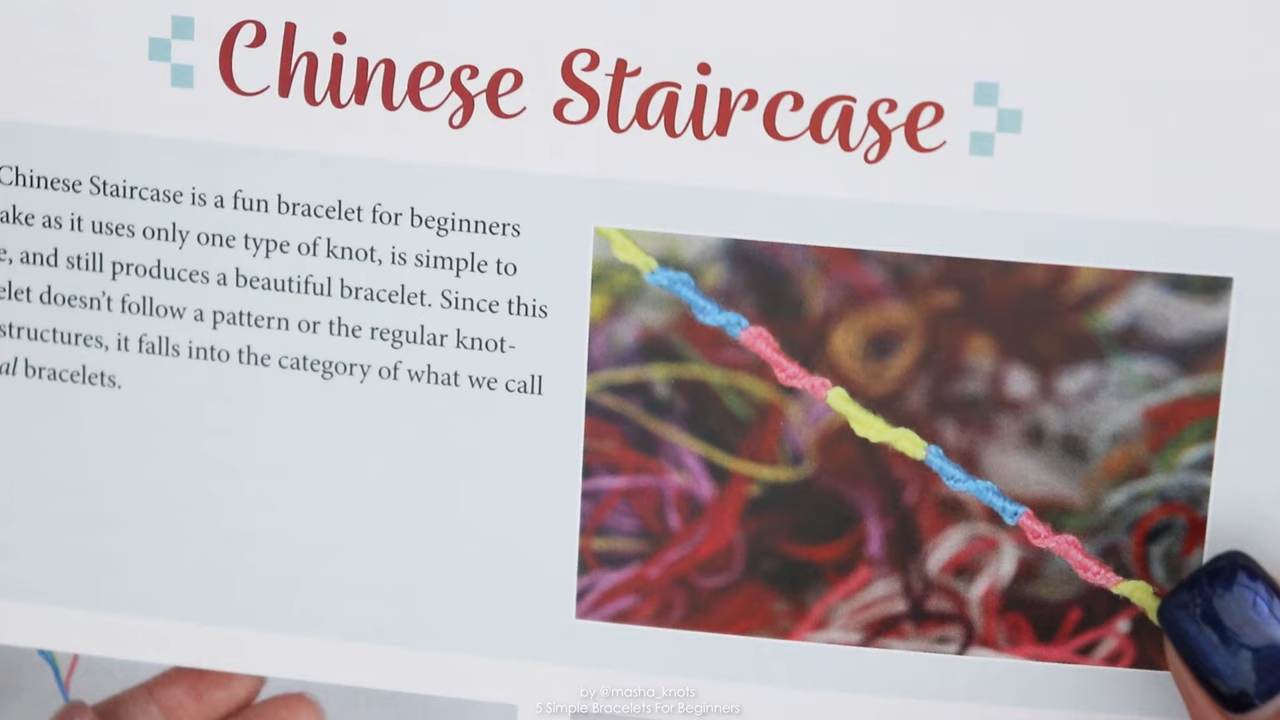 Chinese Staircase
Chinese Staircase is a fun bracelet for beginners
ake as it uses only one type of knot, is simple to
e, and still produces a beautiful bracelet. Since this
elet doesn't follow a pattern or the regular knot-
structures, it falls into the category of what we call
al bracelets.
by @masha_knots
5 Simple Bracelets For Beginners